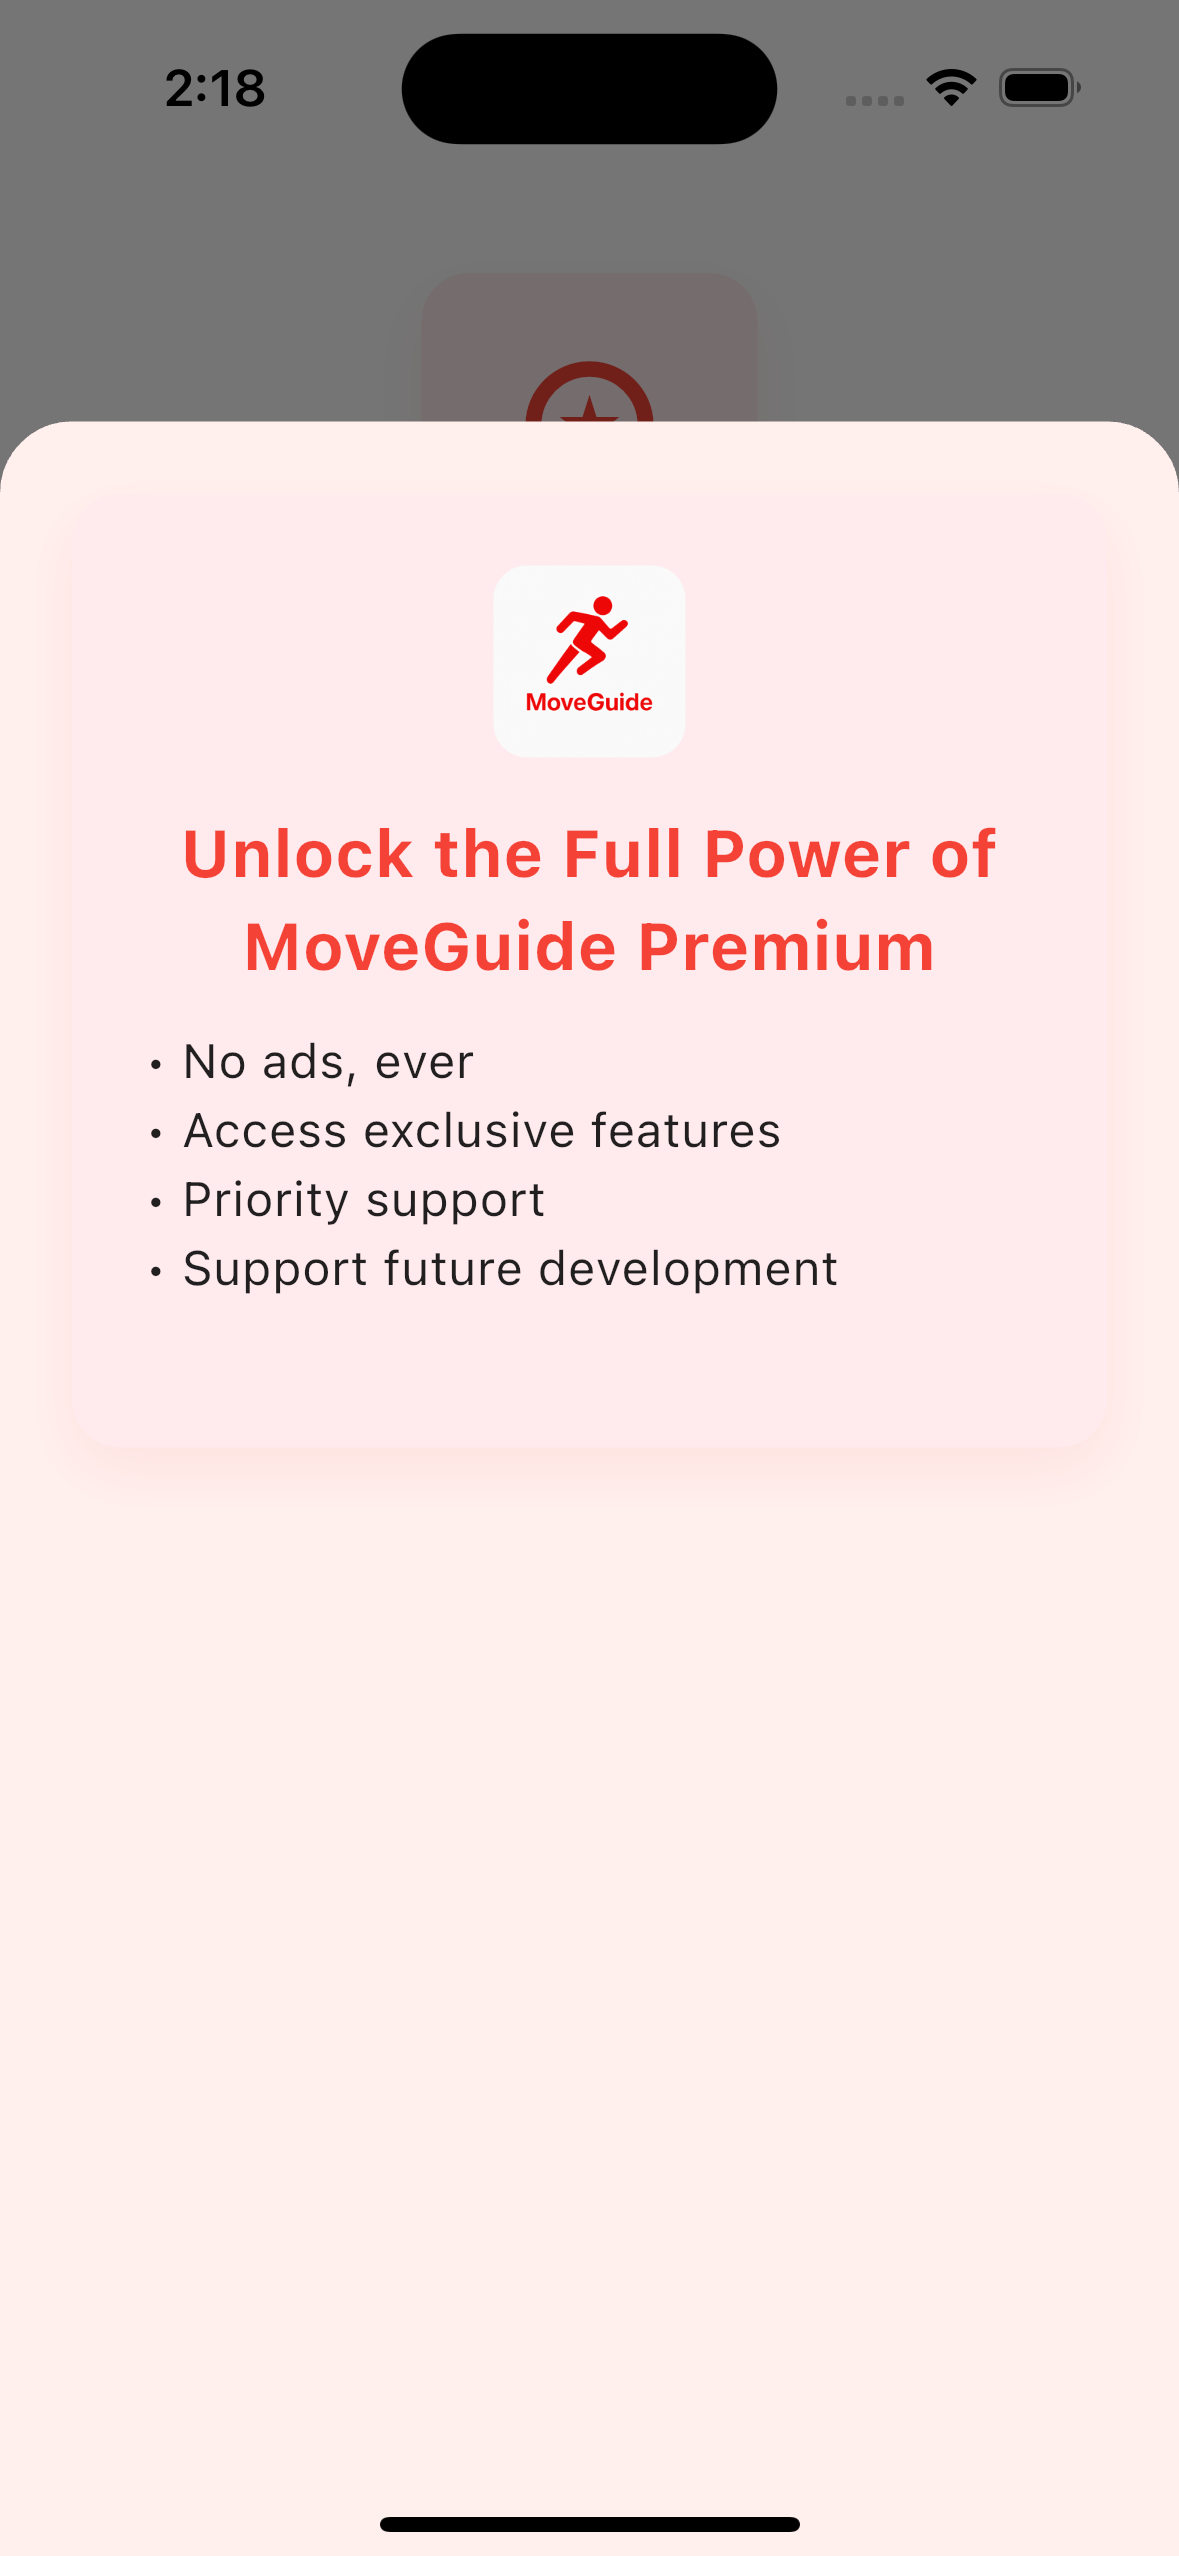 2:18
MoveGuide
Unlock the Full Power of
MoveGuide Premium
• No ads, ever
• Access exclusive features
• Priority support
• Support future development